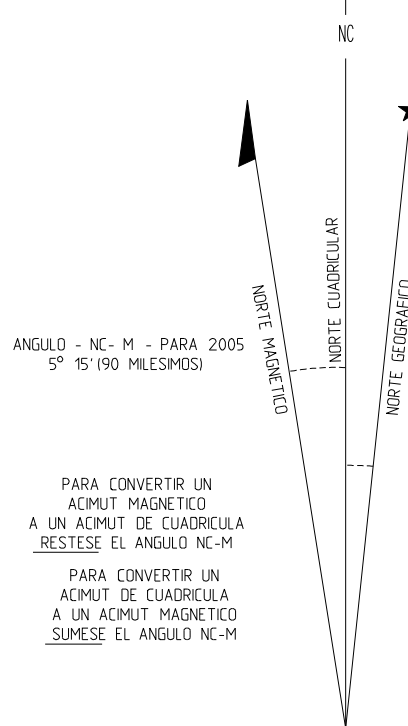 NC
NORTE MAGNETICO
NORTE CUADRICULAR
NORTE GEOGRAFICO
ANGULO - NC- M - PARA 2005
5° 15' (90 MILESIMOS)
PARA CONVERTIR UN
ACIMUT MAGNETICO
A UN ACIMUT DE CUADRICULA
RESTESE EL ANGULO NC-M
PARA CONVERTIR UN
ACIMUT DE CUADRICULA
A UN ACIMUT MAGNETICO
SUMESE EL ANGULO NC-M